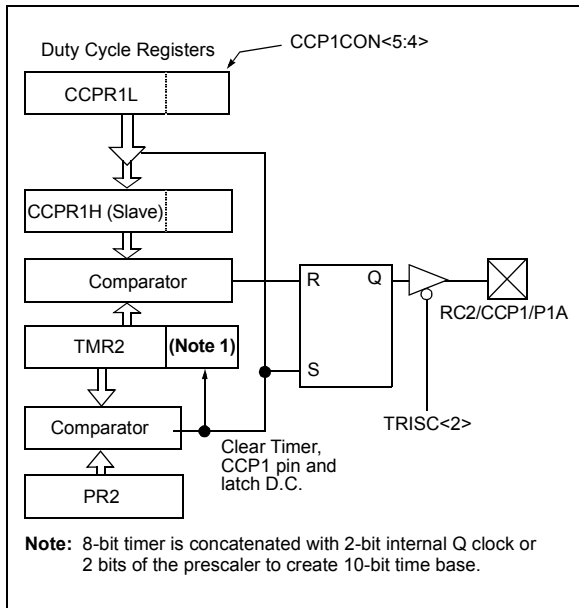 Duty Cycle Registers
CCP1CON<5:4>
CCPR1L
CCPR1H (Slave)
Comparator
R
Q
RC2/CCP1/P1A
TMR2
(Note 1)
S
TRISC<2>
Comparator
Clear Timer,
CCP1 pin and
latch D.C.
PR2
Note: 8-bit timer is concatenated with 2-bit internal Q clock or
2 bits of the prescaler to create 10-bit time base.